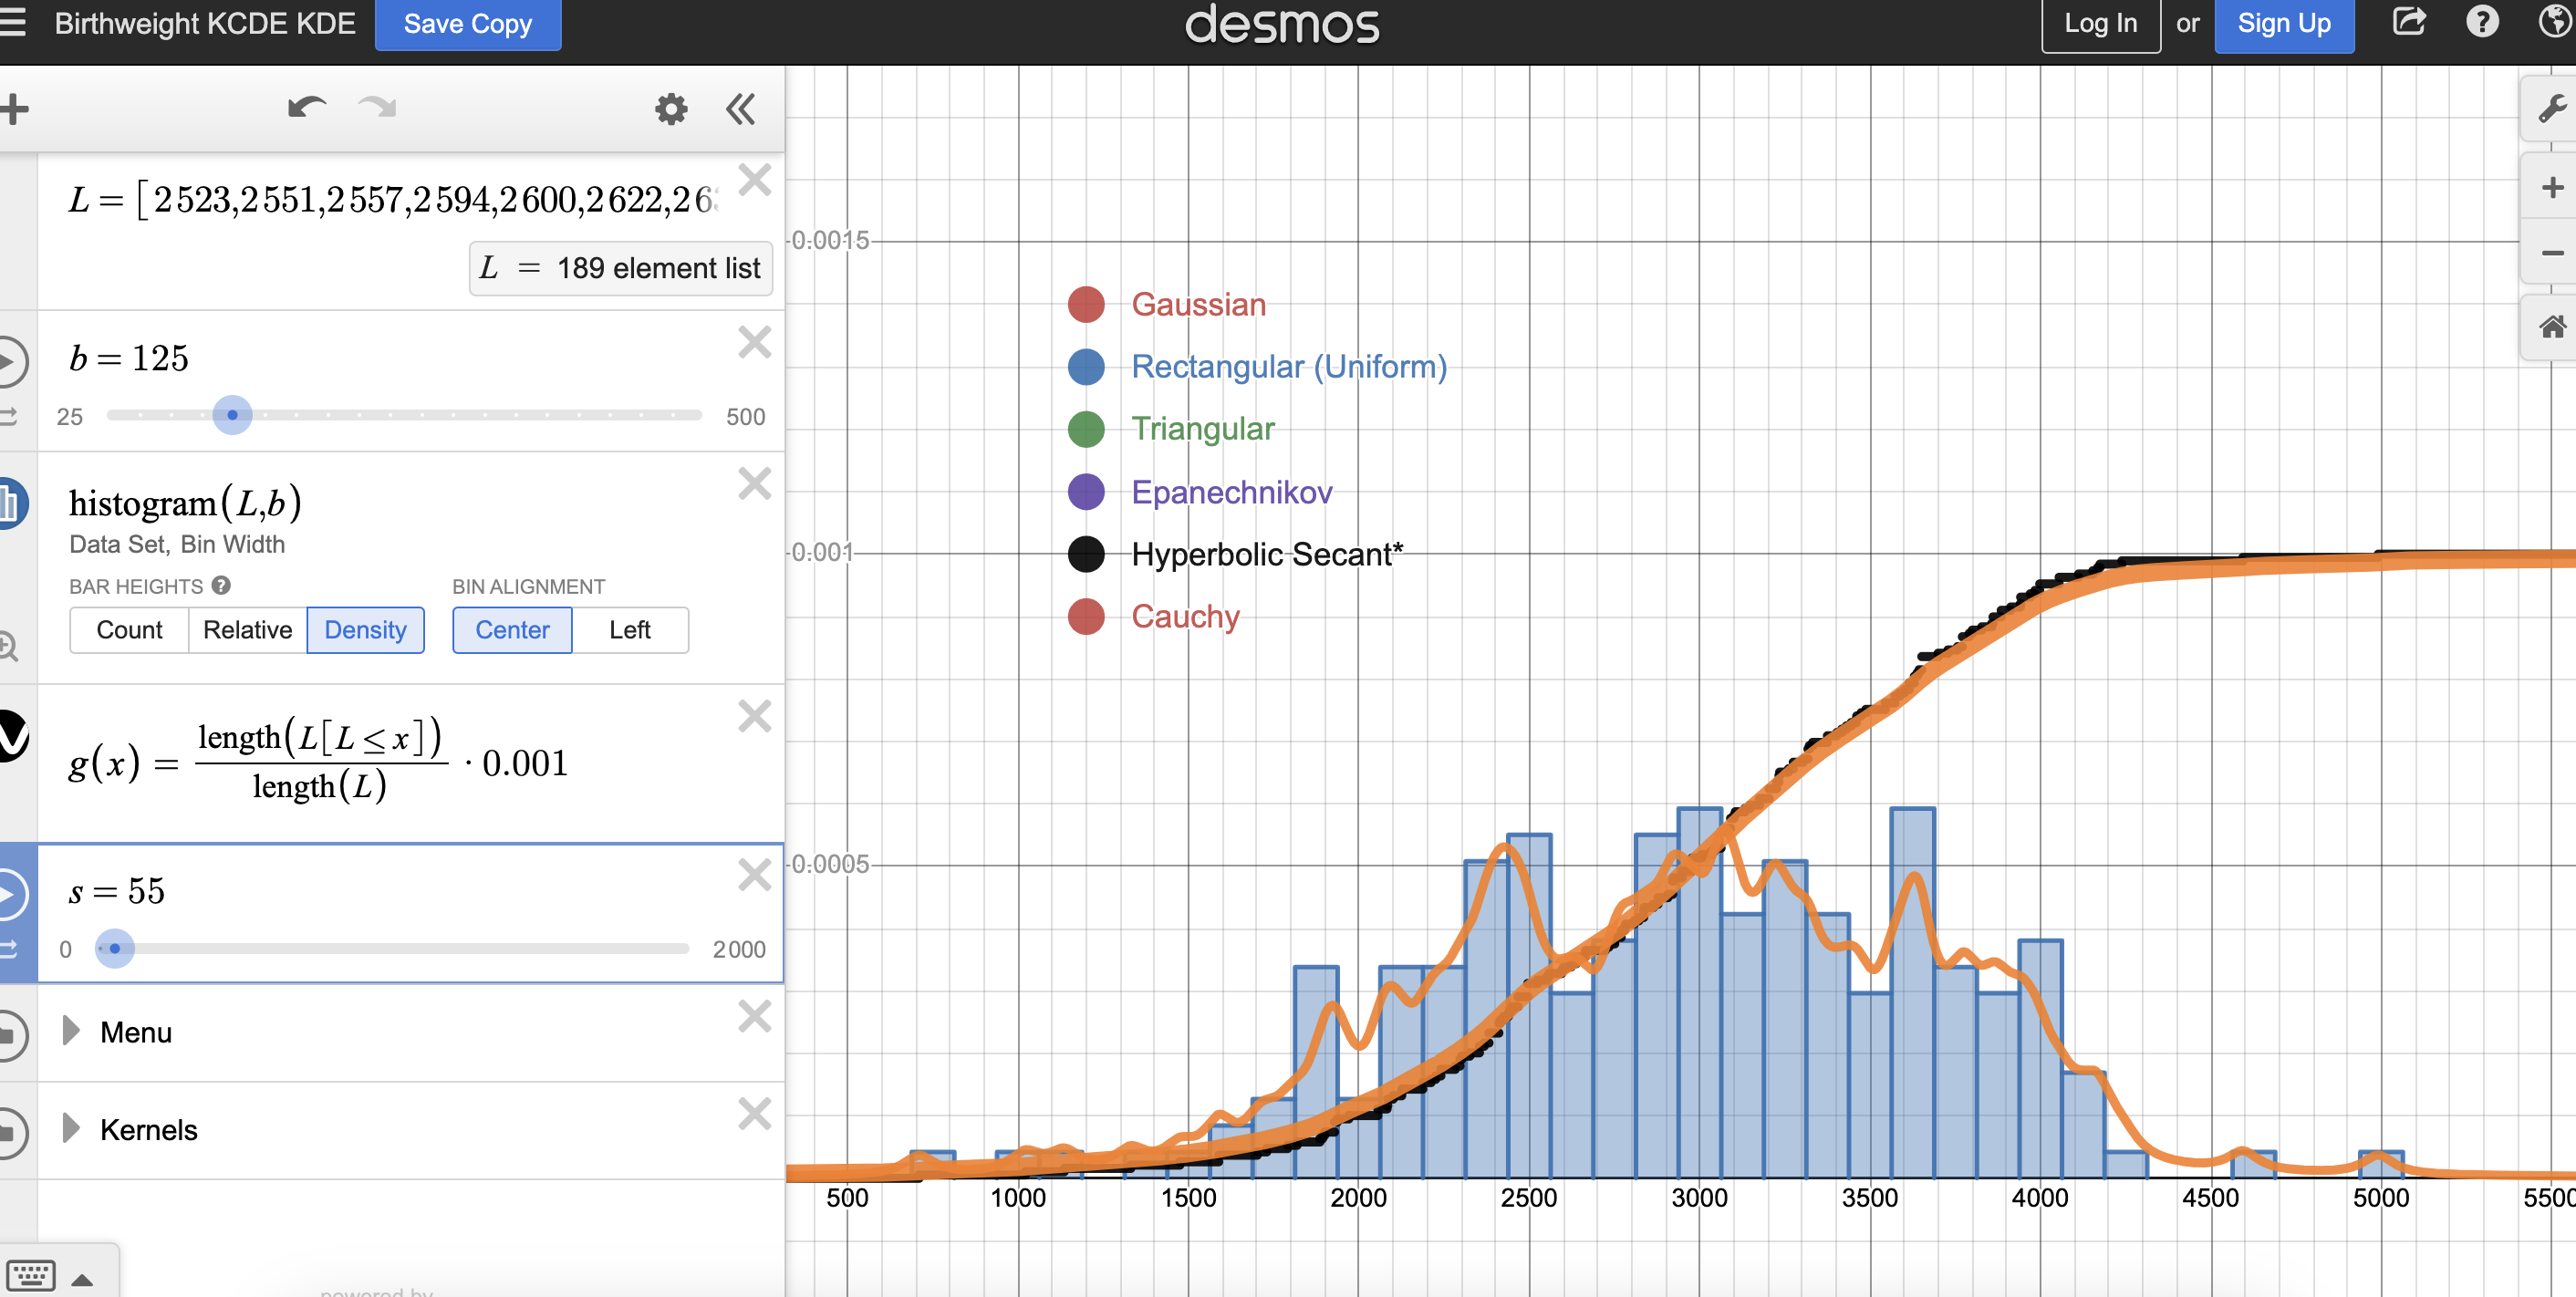 Birthweight KCDE KDE
Save Copy
desmos
Log In or Sign Up
L = [2523,2551,2557,2594,2600,2622,26
L = 189 element list
b = 125
25
500
histogram(L,b)
Data Set, Bin Width
BAR HEIGHTS
BIN ALIGNMENT
Count Relative Density
Center Left
g(x) = length(L[L ≤ x]) / length(L) · 0.001
s = 55
0
2000
Menu
Kernels
powered by
0.0015
Gaussian
Rectangular (Uniform)
Triangular
Epanechnikov
0.001
Hyperbolic Secant*
Cauchy
0.0005
500 1000 1500 2000 2500 3000 3500 4000 4500 5000 5500